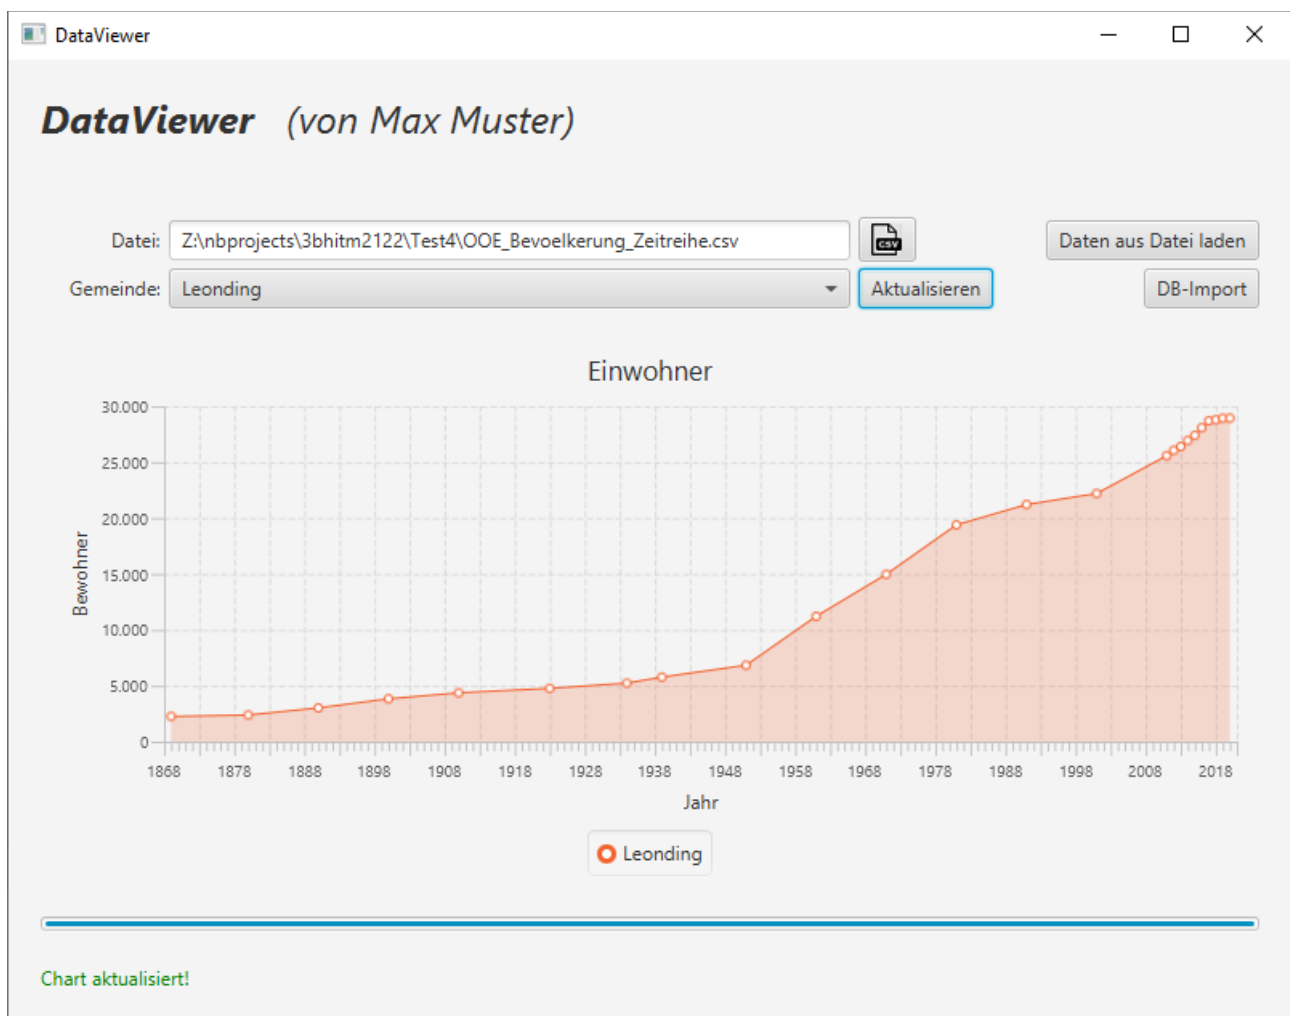 DataViewer
DataViewer (von Max Muster)
Datei: Z:\nbprojects\3bhitm2122\Test4\OOE_Bevoelkerung_Zeitreihe.csv CSV Daten aus Datei laden
Gemeinde: Leonding Aktualisieren DB-Import
Einwohner
30.000
25.000
20.000
15.000
10.000
5.000
0
Bewohner
1868 1878 1888 1898 1908 1918 1928 1938 1948 1958 1968 1978 1988 1998 2008 2018
Jahr
Leonding
Chart aktualisiert!